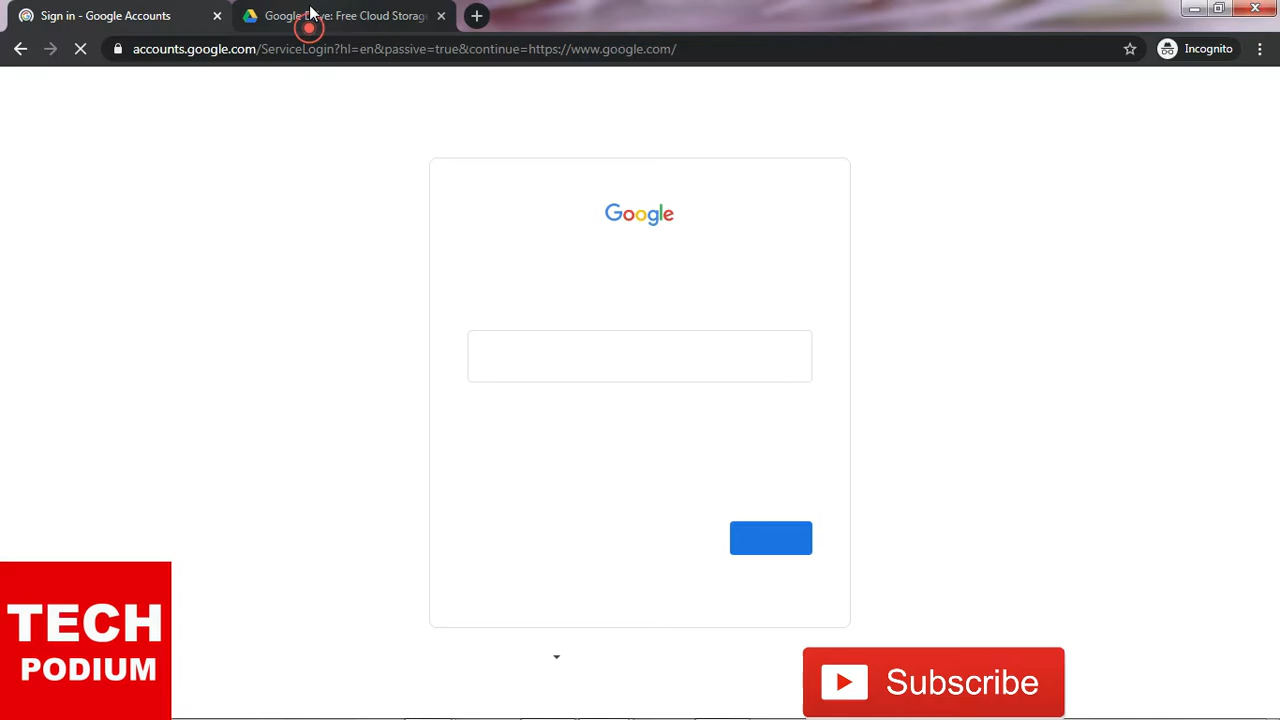 Sign in - Google Accounts
Google Drive: Free Cloud Storage
accounts.google.com/ServiceLogin?hl=en&passive=true&continue=https://www.google.com/
Incognito
Google
TECH
PODIUM
Subscribe